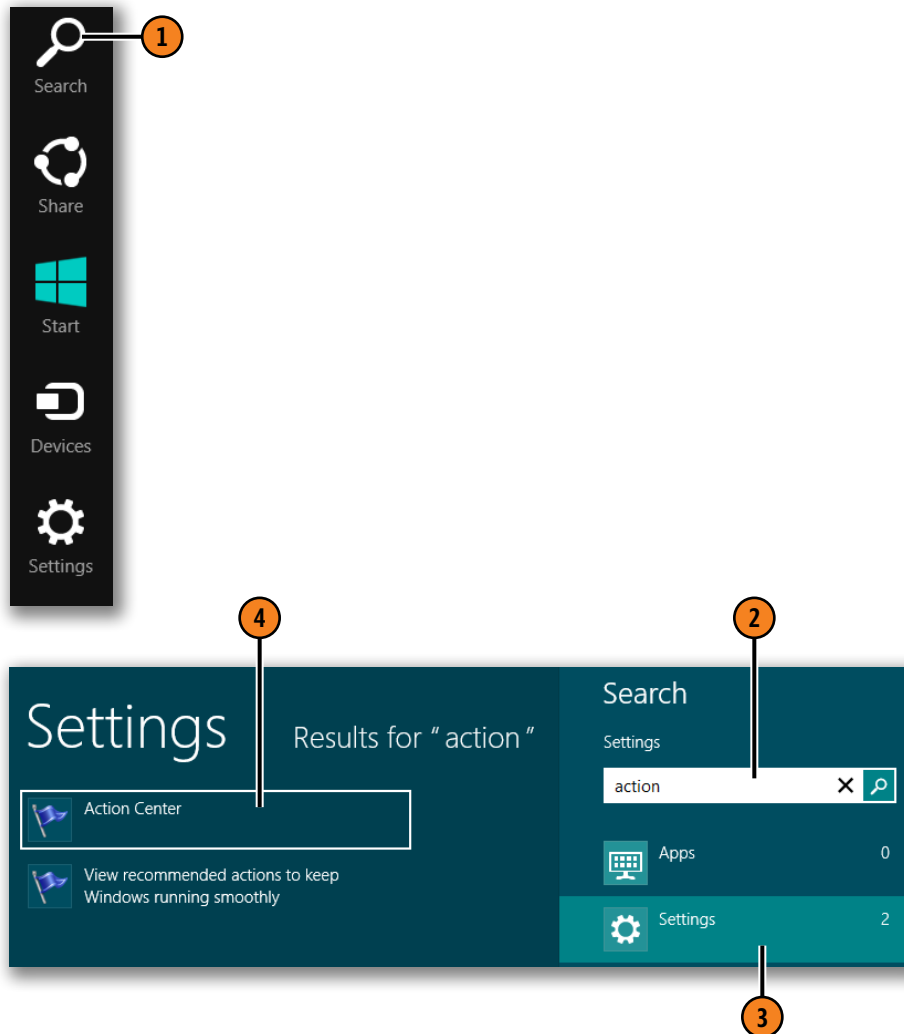 1
Search
Share
Start
Devices
Settings
4
2
Settings
Results for "action"
Action Center
View recommended actions to keep
Windows running smoothly
Search
Settings
action
Apps 0
Settings 2
3